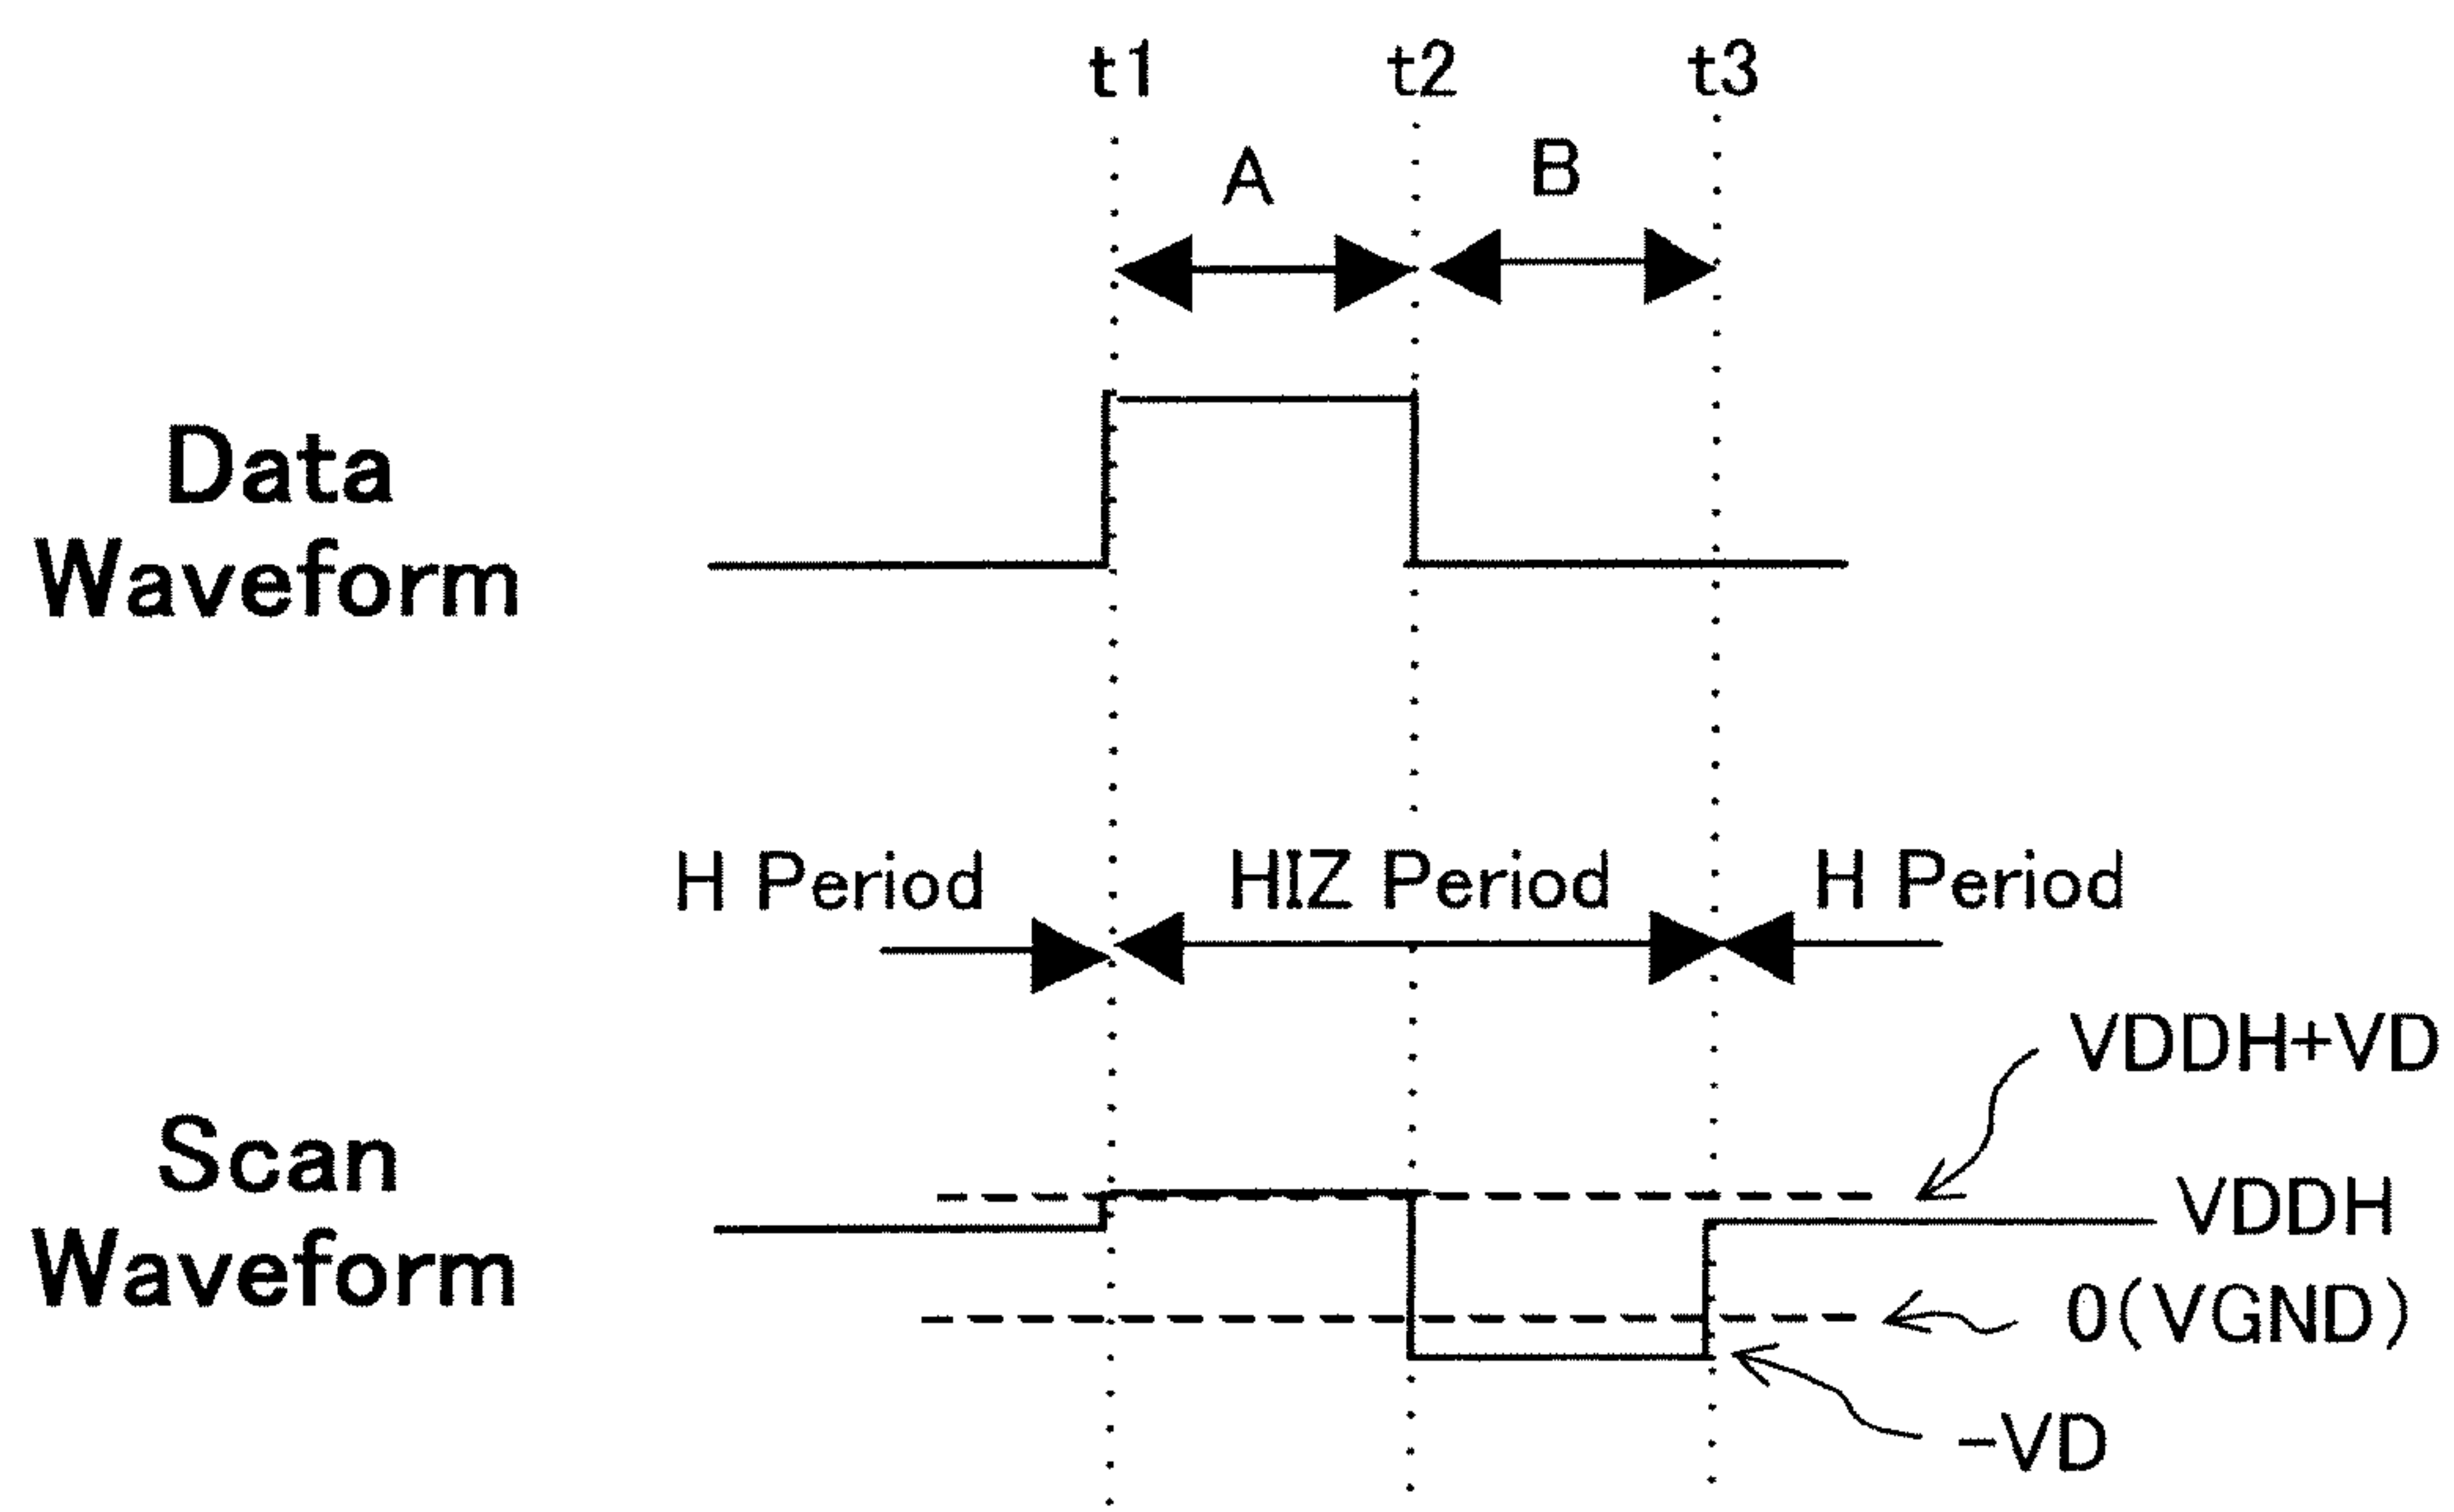 t1 t2 t3
A B
Data
Waveform
H Period HIZ Period H Period
VDDH+VD
Scan
Waveform
VDDH
0(VGND)
-VD